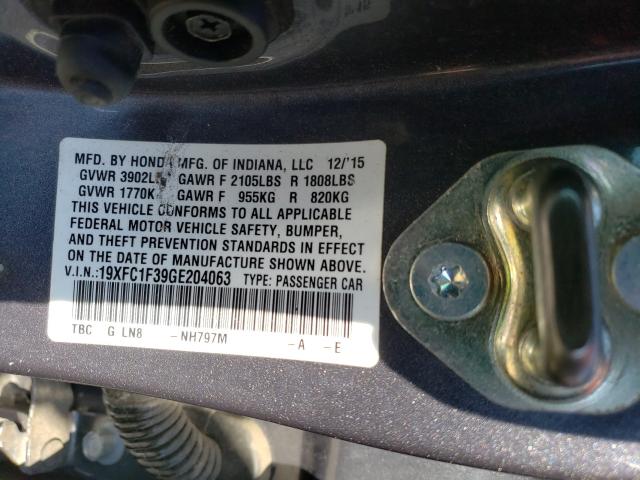 MFD. BY HONDA MFG. OF INDIANA, LLC 12/'15
GVWR 3902L GAWR F 2105LBS R 1808LBS
GVWR 1770K GAWR F 955KG R 820KG
THIS VEHICLE CONFORMS TO ALL APPLICABLE
FEDERAL MOTOR VEHICLE SAFETY, BUMPER,
AND THEFT PREVENTION STANDARDS IN EFFECT
ON THE DATE OF MANUFACTURE SHOWN ABOVE.
V.I.N.:19XFC1F39GE204063 TYPE: PASSENGER CAR
TBC G LN8 -NH797M -A -E